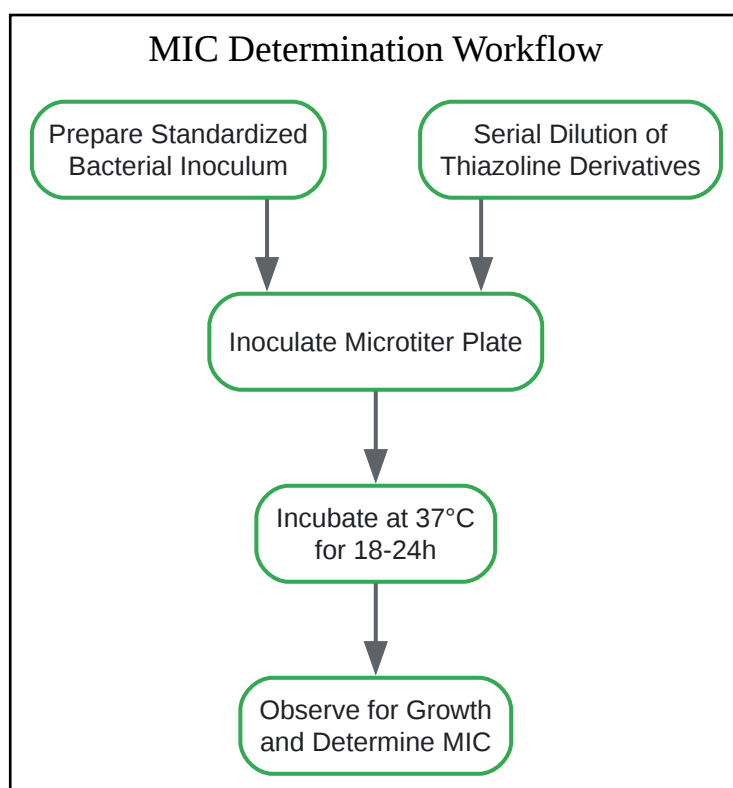 MIC Determination Workflow
Prepare Standardized
Bacterial Inoculum
Serial Dilution of
Thiazoline Derivatives
Inoculate Microtiter Plate
Incubate at 37°C
for 18-24h
Observe for Growth
and Determine MIC